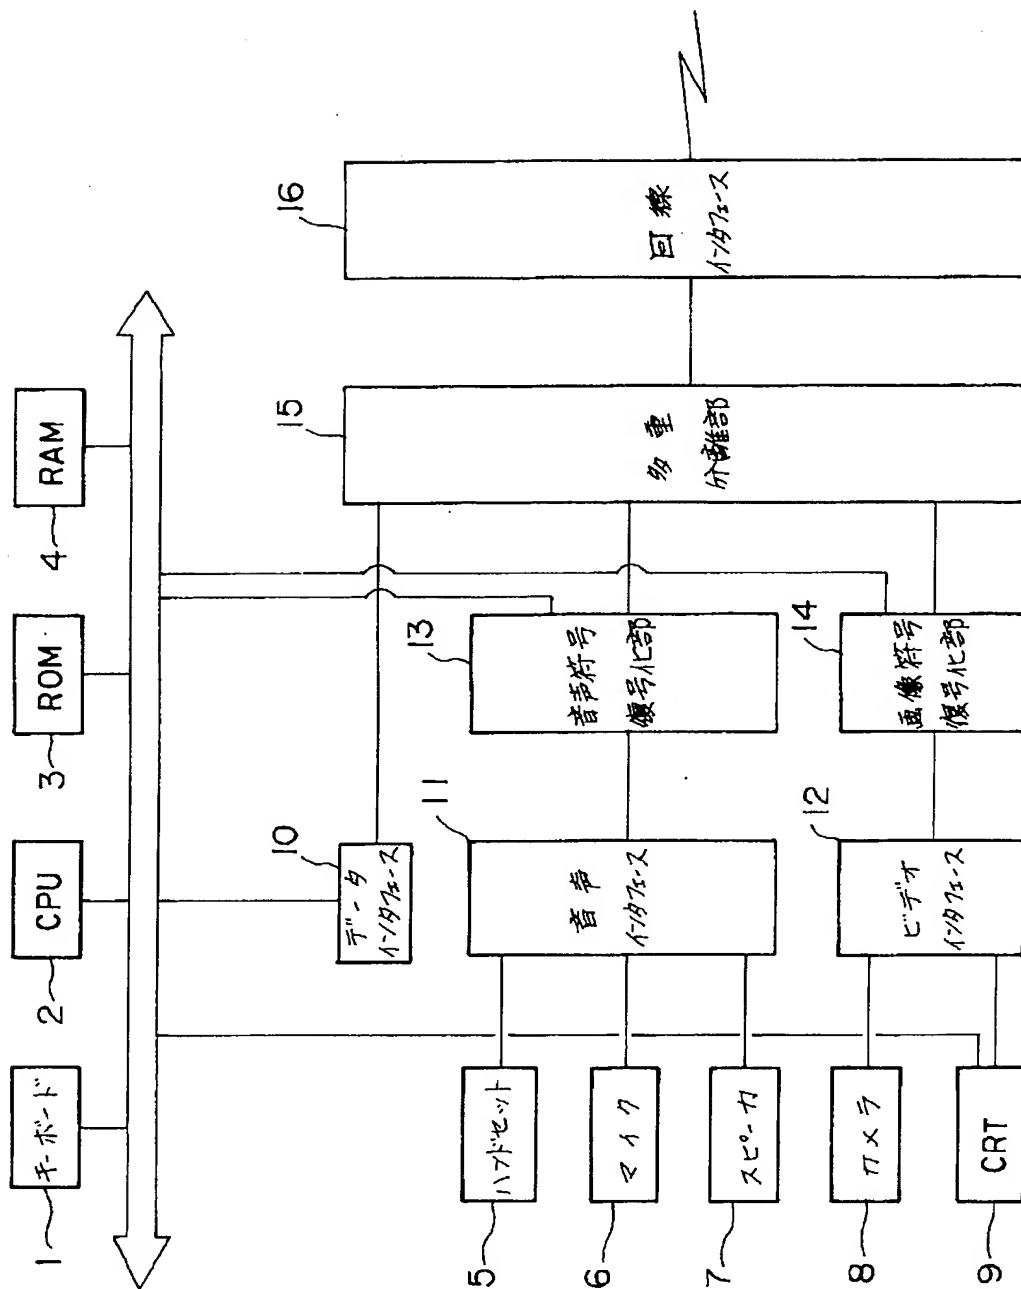 1
キーボード
2
CPU
3
ROM
4
RAM
5
ハンドセット
6
マイク
7
スピーカ
8
カメラ
9
CRT
10
データ
インタフェース
11
音声
インタフェース
12
ビデオ
インタフェース
13
音声符号
復号化部
14
画像符号
復号化部
15
多重
分離部
16
回線
インタフェース